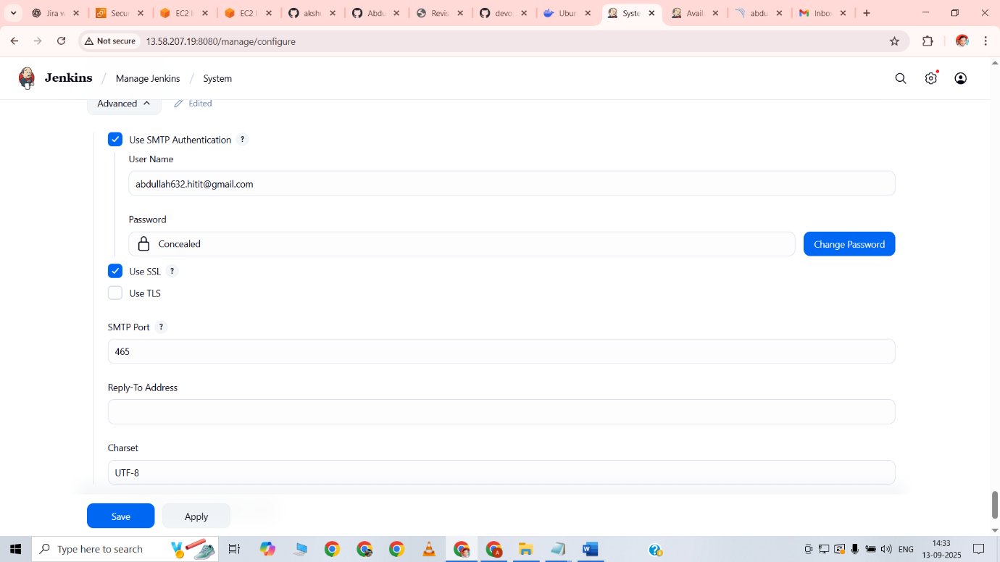 Jira w
Secur
EC2 I
EC2 I
akshu
Abdu
Revis
devo
Ubur
Syste
Avail
abdu
Inbo
Not secure
13.58.207.19:8080/manage/configure
Jenkins / Manage Jenkins / System
Advanced
Edited
Use SMTP Authentication ?
User Name
abdullah632.hitit@gmail.com
Password
Concealed
Change Password
Use SSL ?
Use TLS
SMTP Port ?
465
Reply-To Address
Charset
UTF-8
Save
Apply
Type here to search
ENG
14:33
13-09-2025